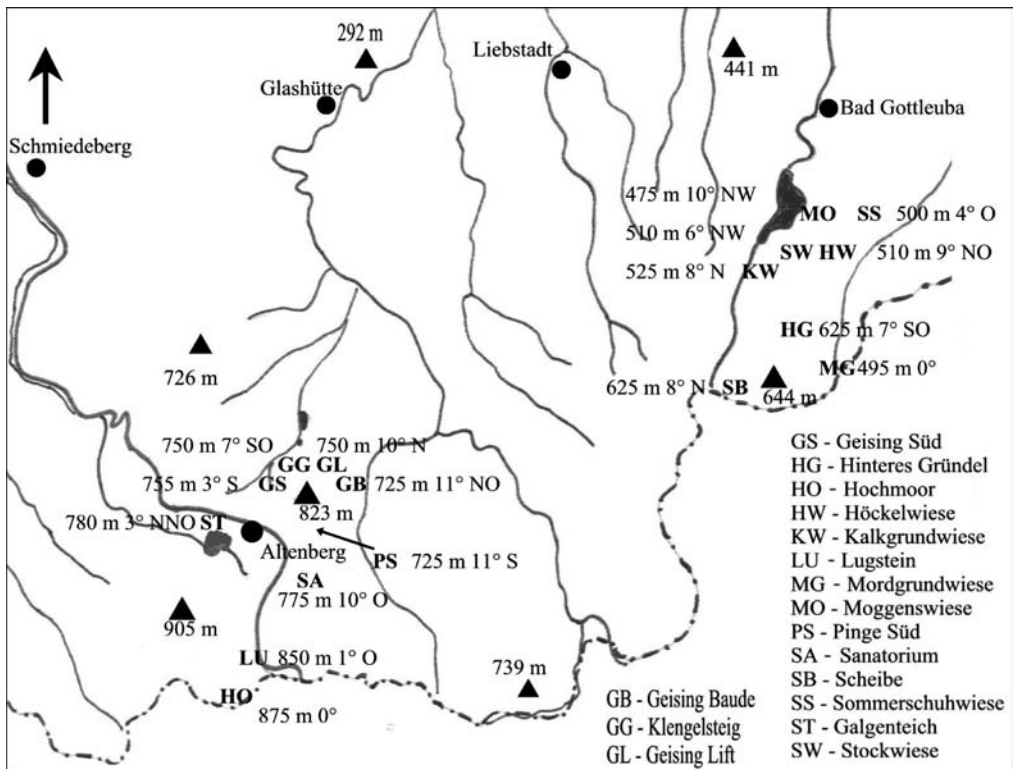 292 m
Liebstadt
441 m
Glashütte
Bad Gottleuba
Schmiedeberg
475 m 10° NW
MO SS 500 m 4° O
510 m 6° NW
SW HW 510 m 9° NO
525 m 8° N KW
HG 625 m 7° SO
726 m
MG 495 m 0°
625 m 8° N SB
644 m
750 m 7° SO 750 m 10° N
GG GL
755 m 3° S GS GB 725 m 11° NO
823 m
780 m 3° NNO ST
Altenberg
PS 725 m 11° S
SA
775 m 10° O
905 m
LU 850 m 1° O
739 m
HO
875 m 0°
GB - Geising Baude
GG - Klengelsteig
GL - Geising Lift
GS - Geising Süd
HG - Hinteres Gründel
HO - Hochmoor
HW - Höckelwiese
KW - Kalkgrundwiese
LU - Lugstein
MG - Mordgrundwiese
MO - Moggenswiese
PS - Pinge Süd
SA - Sanatorium
SB - Scheibe
SS - Sommerschuhwiese
ST - Galgenteich
SW - Stockwiese